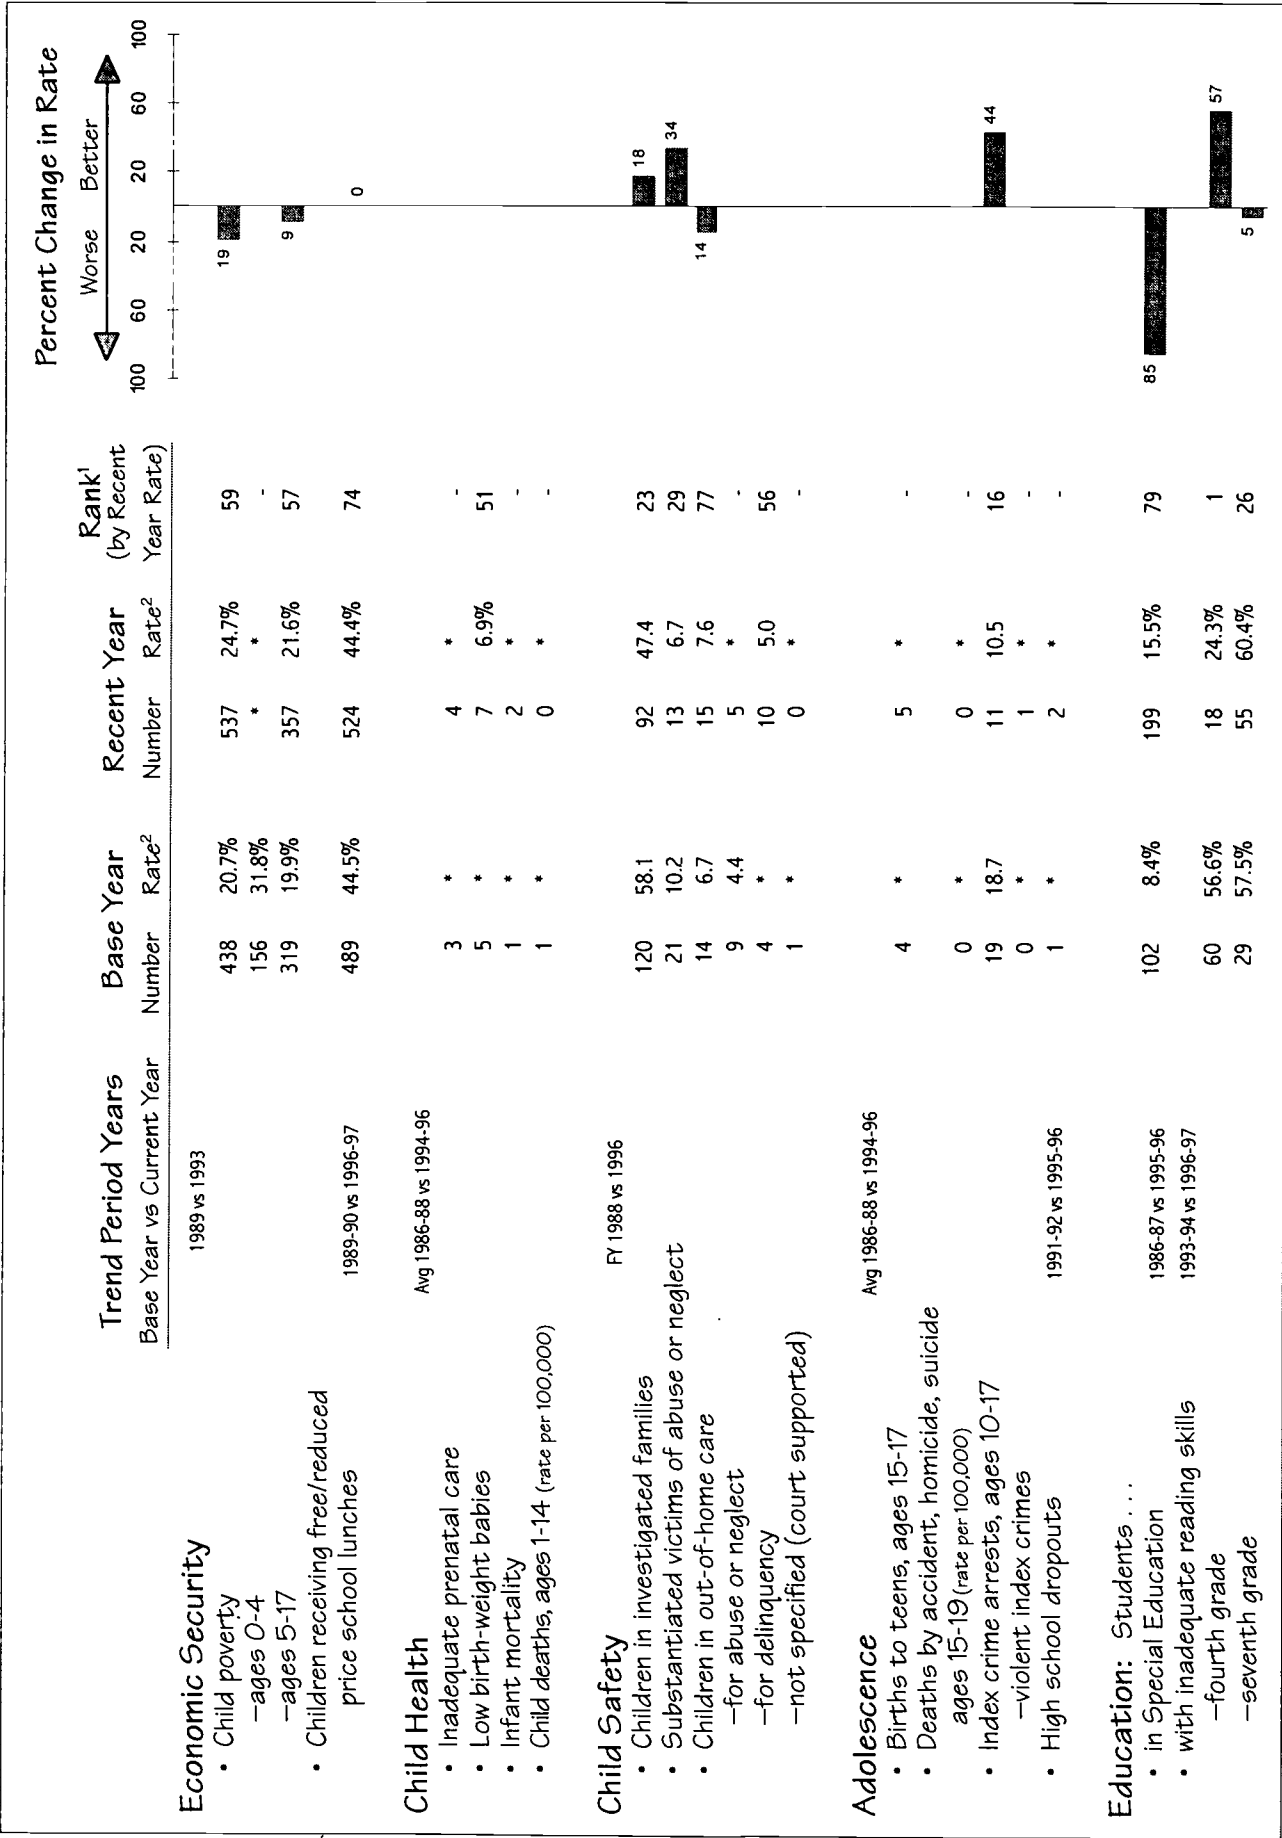 Percent Change in Rate
Worse Better
100 60 20 20 60 100
Trend Period Years Base Year Recent Year Rank¹
(by Recent
Base Year vs Current Year Number Rate² Number Rate² Year Rate)
Economic Security 1989 vs 1993
• Child poverty 438 20.7% 537 24.7% 59 19
–ages 0-4 156 31.8% * * -
–ages 5-17 319 19.9% 357 21.6% 57 9
• Children receiving free/reduced
price school lunches 1989-90 vs 1996-97 489 44.5% 524 44.4% 74 0
Child Health Avg 1986-88 vs 1994-96
• Inadequate prenatal care 3 * 4 * -
• Low birth-weight babies 5 * 7 6.9% 51
• Infant mortality 1 * 2 * -
• Child deaths, ages 1-14 (rate per 100,000) 1 * 0 * -
Child Safety FY 1988 vs 1996
• Children in investigated families 120 58.1 92 47.4 23 18
• Substantiated victims of abuse or neglect 21 10.2 13 6.7 29 34
• Children in out-of-home care 14 6.7 15 7.6 77 14
–for abuse or neglect 9 4.4 5 * -
–for delinquency 4 * 10 5.0 56
–not specified (court supported) 1 * 0 * -
Adolescence Avg 1986-88 vs 1994-96
• Births to teens, ages 15-17 4 * 5 * -
• Deaths by accident, homicide, suicide
ages 15-19 (rate per 100,000) 0 * 0 * -
• Index crime arrests, ages 10-17 19 18.7 11 10.5 16 44
–violent index crimes 0 * 1 * -
• High school dropouts 1991-92 vs 1995-96 1 * 2 * -
Education: Students . . .
• in Special Education 1986-87 vs 1995-96 102 8.4% 199 15.5% 79 85
• with inadequate reading skills 1993-94 vs 1996-97
–fourth grade 60 56.6% 18 24.3% 1 57
–seventh grade 29 57.5% 55 60.4% 26 5